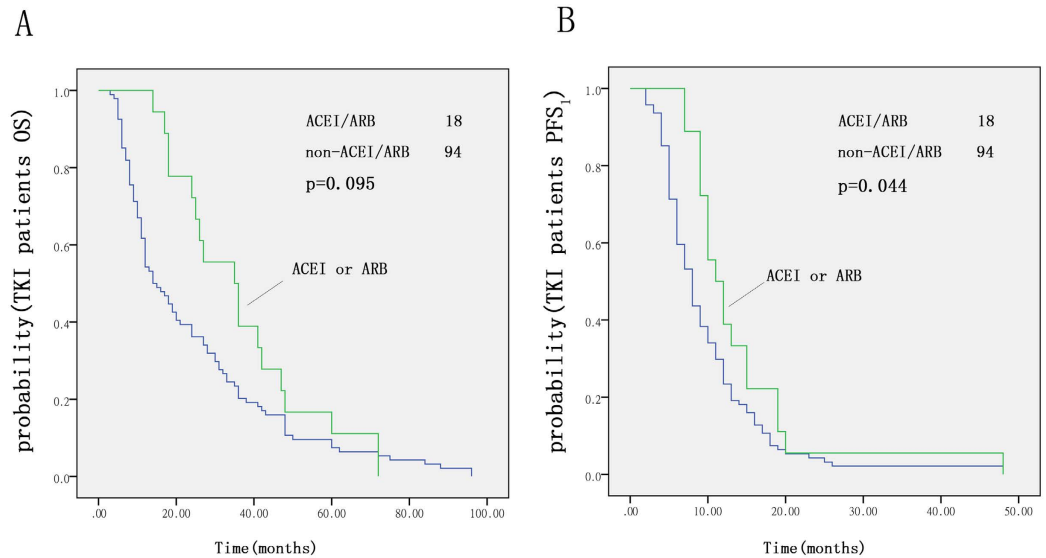 A
probability(TKI patients OS)
1.0
0.8
0.6
0.4
0.2
0.0
ACEI/ARB 18
non-ACEI/ARB 94
p=0.095
ACEI or ARB
.00 20.00 40.00 60.00 80.00 100.00
Time(months)
B
probability(TKI patients PFS₁)
1.0
0.8
0.6
0.4
0.2
0.0
ACEI/ARB 18
non-ACEI/ARB 94
p=0.044
ACEI or ARB
.00 10.00 20.00 30.00 40.00 50.00
Time(months)